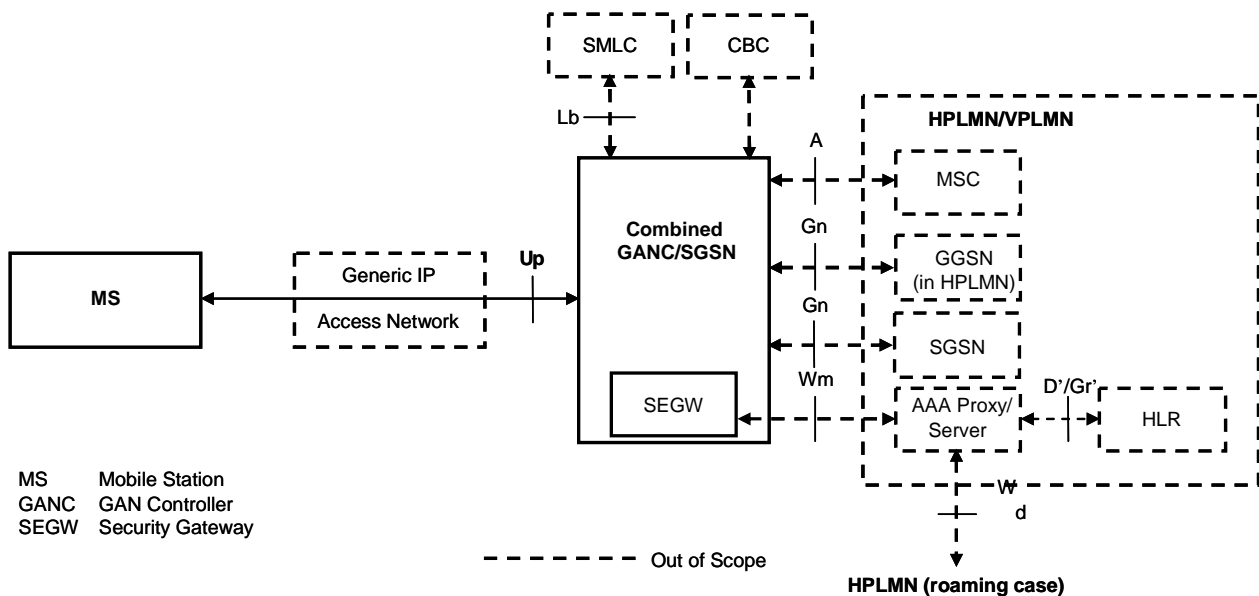 SMLC
CBC
Lb
HPLMN/VPLMN
A
MSC
Combined
GANC/SGSN
Gn
GGSN
(in HPLMN)
Up
Generic IP
Access Network
MS
Gn
SGSN
Wm
D’/Gr’
SEGW
AAA Proxy/
Server
HLR
MS Mobile Station
GANC GAN Controller
SEGW Security Gateway
W
d
Out of Scope
HPLMN (roaming case)